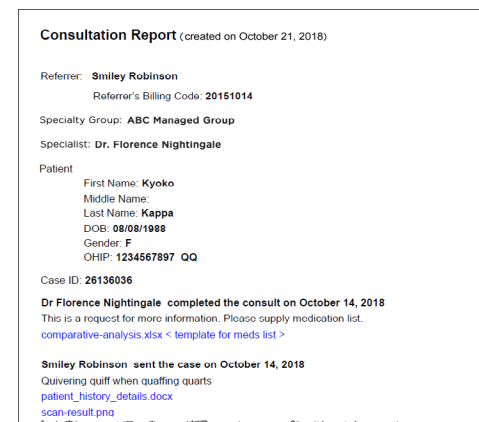 Consultation Report (created on October 21, 2018)
Referrer: Smiley Robinson
Referrer's Billing Code: 20151014
Specialty Group: ABC Managed Group
Specialist: Dr. Florence Nightingale
Patient
First Name: Kyoko
Middle Name:
Last Name: Kappa
DOB: 08/08/1988
Gender: F
OHIP: 1234567897 QQ
Case ID: 26136036
Dr Florence Nightingale completed the consult on October 14, 2018
This is a request for more information. Please supply medication list.
comparative-analysis.xlsx < template for meds list >
Smiley Robinson sent the case on October 14, 2018
Quivering quiff when quaffing quarts
patient_history_details.docx
scan-result.png